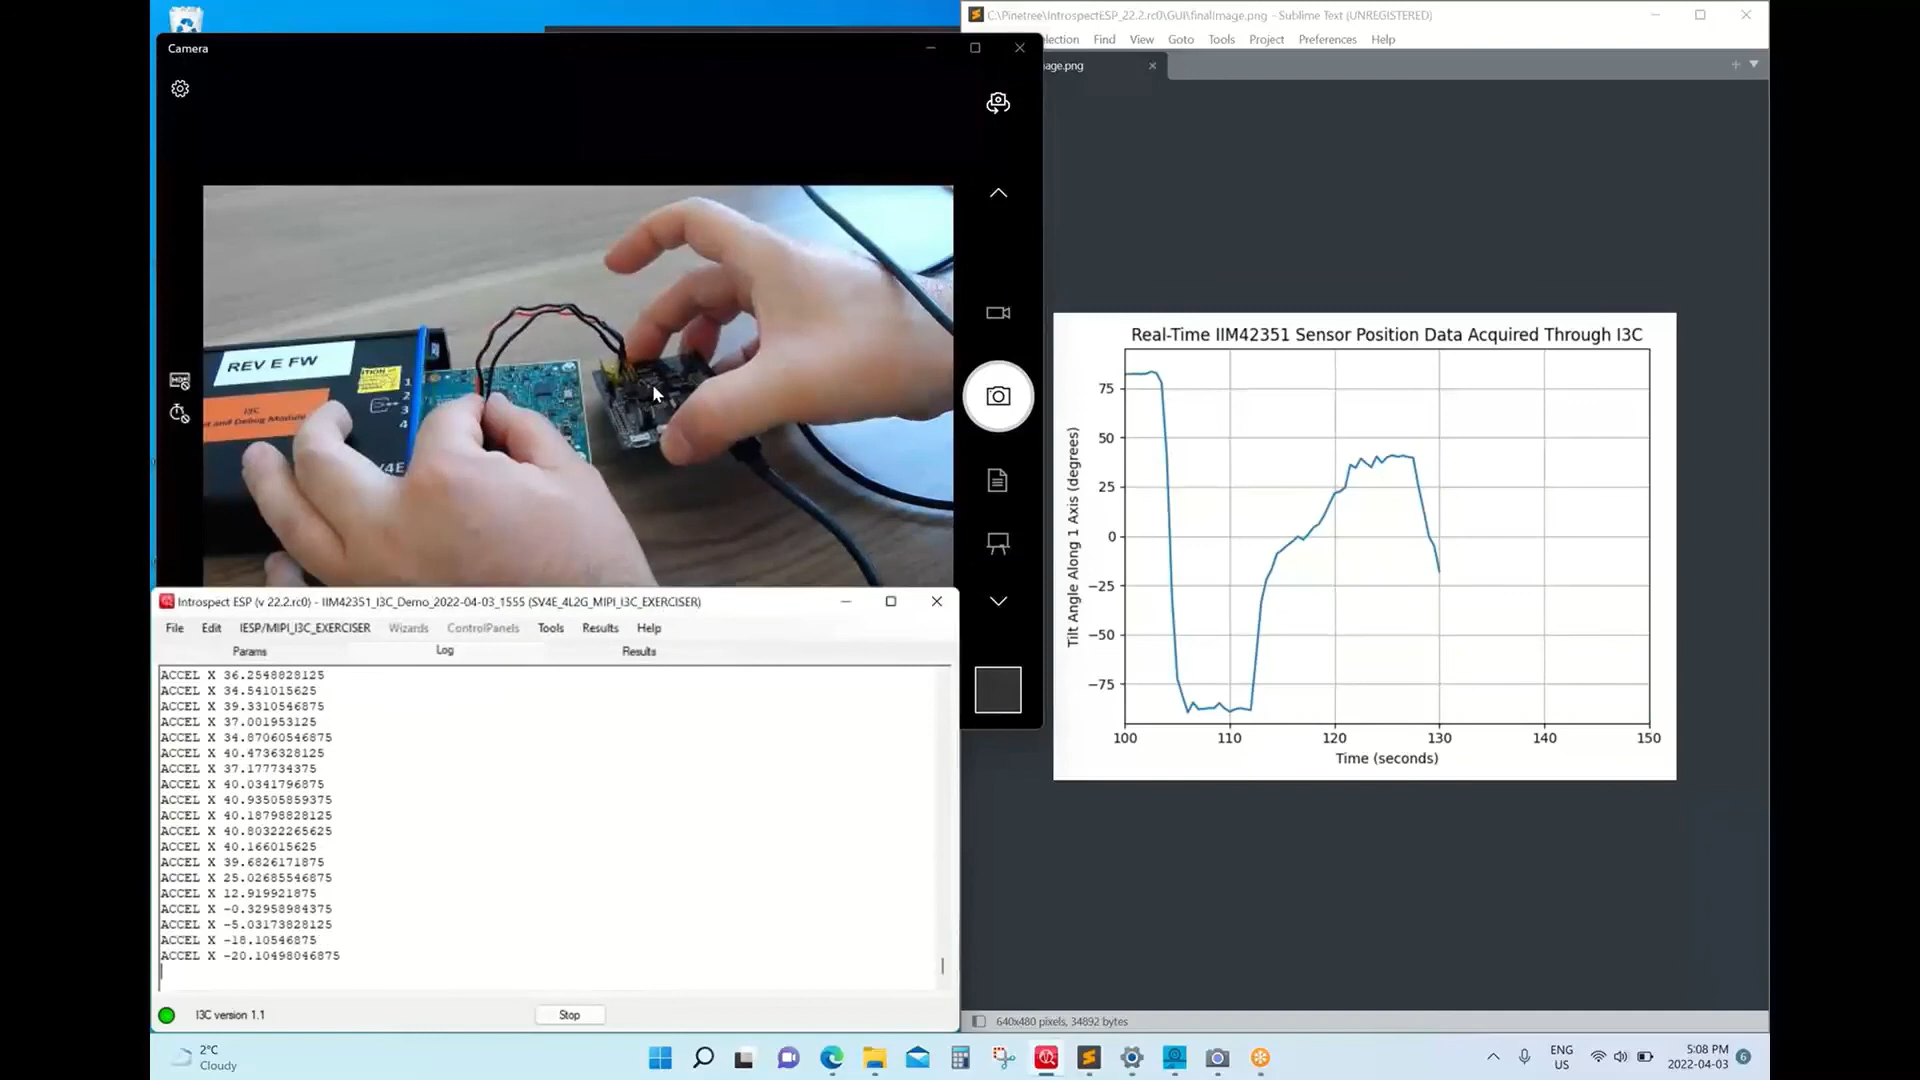 C:\Pinetree\IntrospectESP_22.2.rc0\GUI\finalImage.png - Sublime Text (UNREGISTERED)
Find View Goto Tools Project Preferences Help
Camera
REV E FW
I3C
1
2
3
4
Real-Time IIM42351 Sensor Position Data Acquired Through I3C
75
50
25
0
−25
−50
−75
Tilt Angle Along 1 Axis (degrees)
100 110 120 130 140 150
Time (seconds)
Introspect ESP (v 22.2.rc0) - IIM42351_I3C_Demo_2022-04-03_1555 (SV4E_4L2G_MIPI_I3C_EXERCISER)
File Edit IESP/MIPI_I3C_EXERCISER Wizards ControlPanels Tools Results Help
Params Log Results
ACCEL X 36.2548828125
ACCEL X 34.541015625
ACCEL X 39.3310546875
ACCEL X 37.001953125
ACCEL X 34.87060546875
ACCEL X 40.4736328125
ACCEL X 37.177734375
ACCEL X 40.0341796875
ACCEL X 40.93505859375
ACCEL X 40.18798828125
ACCEL X 40.80322265625
ACCEL X 40.166015625
ACCEL X 39.6826171875
ACCEL X 25.02685546875
ACCEL X 12.919921875
ACCEL X -0.32958984375
ACCEL X -5.03173828125
ACCEL X -18.10546875
ACCEL X -20.10498046875
I3C version 1.1
Stop
640x480 pixels, 34892 bytes
2°C
Cloudy
ENG
US
5:08 PM
2022-04-03
6